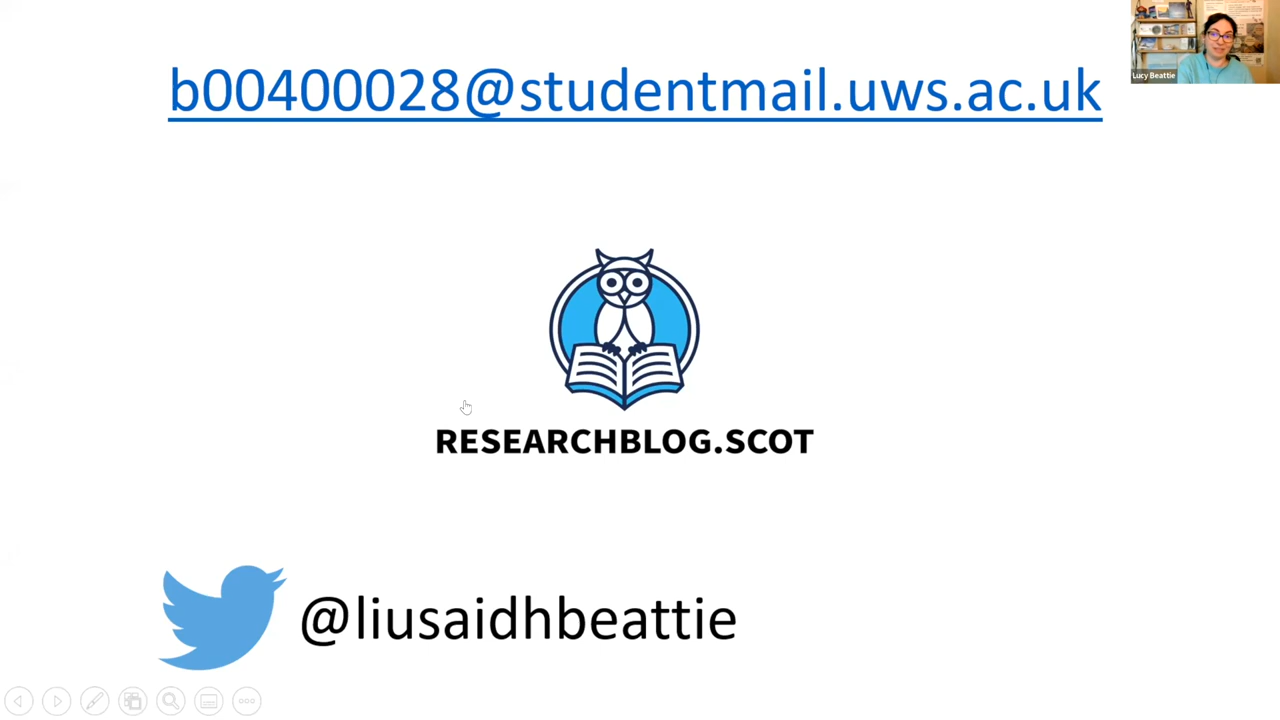 b00400028@studentmail.uws.ac.uk
Lucy Beattie
RESEARCHBLOG.SCOT
@liusaidhbeattie